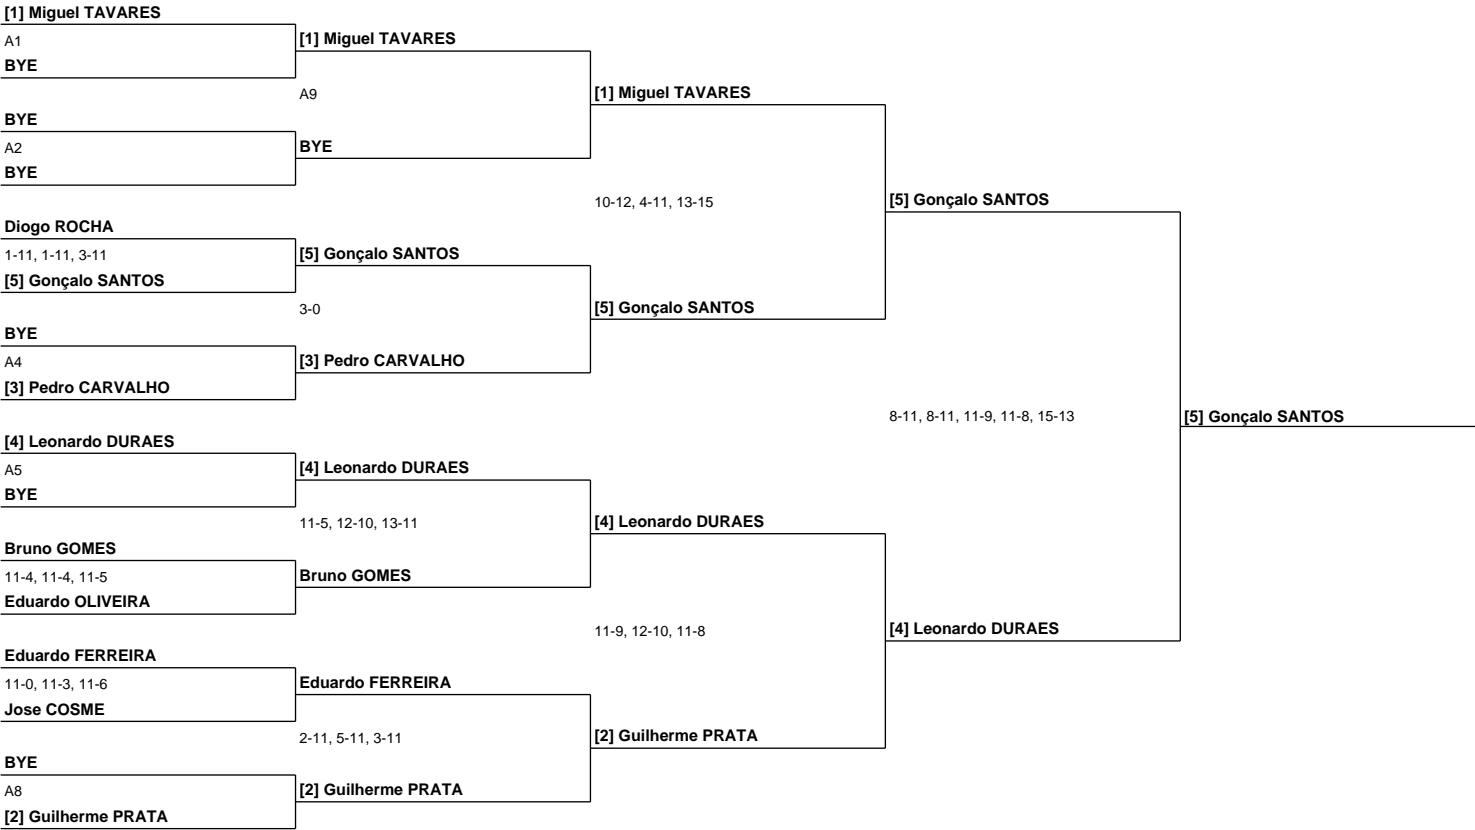 [1] Miguel TAVARES
A1
BYE
BYE
A2
BYE
Diogo ROCHA
1-11, 1-11, 3-11
[5] Gonçalo SANTOS
BYE
A4
[3] Pedro CARVALHO
[4] Leonardo DURAES
A5
BYE
Bruno GOMES
11-4, 11-4, 11-5
Eduardo OLIVEIRA
Eduardo FERREIRA
11-0, 11-3, 11-6
Jose COSME
BYE
A8
[2] Guilherme PRATA
[1] Miguel TAVARES
A9
BYE
[5] Gonçalo SANTOS
3-0
[3] Pedro CARVALHO
[4] Leonardo DURAES
11-5, 12-10, 13-11
Bruno GOMES
Eduardo FERREIRA
2-11, 5-11, 3-11
[2] Guilherme PRATA
[1] Miguel TAVARES
10-12, 4-11, 13-15
[5] Gonçalo SANTOS
[4] Leonardo DURAES
11-9, 12-10, 11-8
[2] Guilherme PRATA
[5] Gonçalo SANTOS
8-11, 8-11, 11-9, 11-8, 15-13
[4] Leonardo DURAES
[5] Gonçalo SANTOS